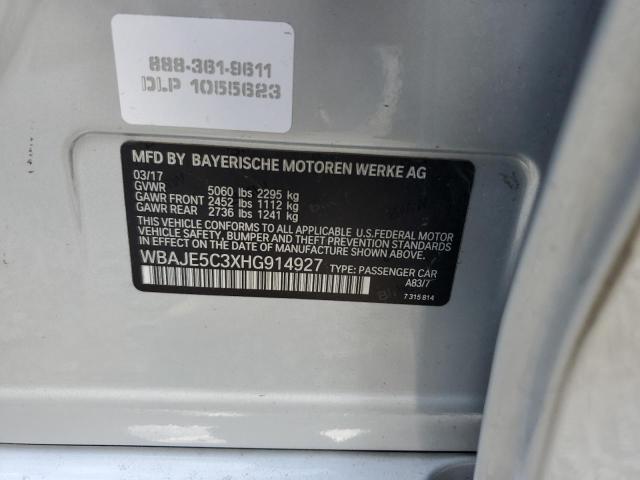 888-361-9611
DLP 1055623
MFD BY BAYERISCHE MOTOREN WERKE AG
03/17
GVWR 5060 lbs 2295 kg
GAWR FRONT 2452 lbs 1112 kg
GAWR REAR 2736 lbs 1241 kg
THIS VEHICLE CONFORMS TO ALL APPLICABLE U.S.FEDERAL MOTOR
VEHICLE SAFETY, BUMPER AND THEFT PREVENTION STANDARDS IN
EFFECT ON THE DATE OF MANUFACTURE SHOWN ABOVE.
WBAJE5C3XHG914927 TYPE: PASSENGER CAR
A83/7
7 315 814